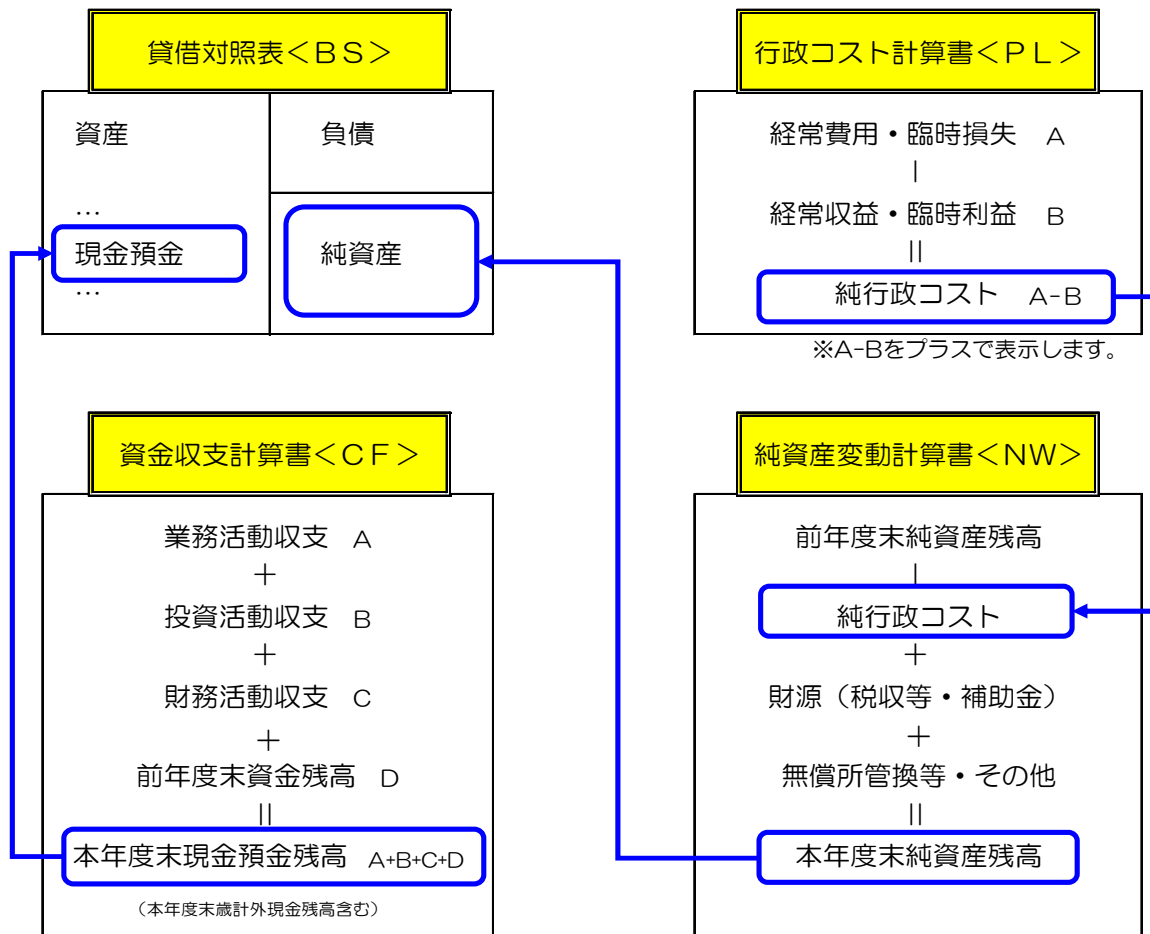 貸借対照表＜ＢＳ＞
資産
負債
…
現金預金
純資産
…
行政コスト計算書＜ＰＬ＞
経常費用・臨時損失　A
－
経常収益・臨時利益　B
＝
純行政コスト　A-B
※A-Bをプラスで表示します。
資金収支計算書＜ＣＦ＞
業務活動収支　A
＋
投資活動収支　B
＋
財務活動収支　C
＋
前年度末資金残高　D
＝
本年度末現金預金残高　A+B+C+D
（本年度末歳計外現金残高含む）
純資産変動計算書＜ＮＷ＞
前年度末純資産残高
－
純行政コスト
＋
財源（税収等・補助金）
＋
無償所管換等・その他
＝
本年度末純資産残高